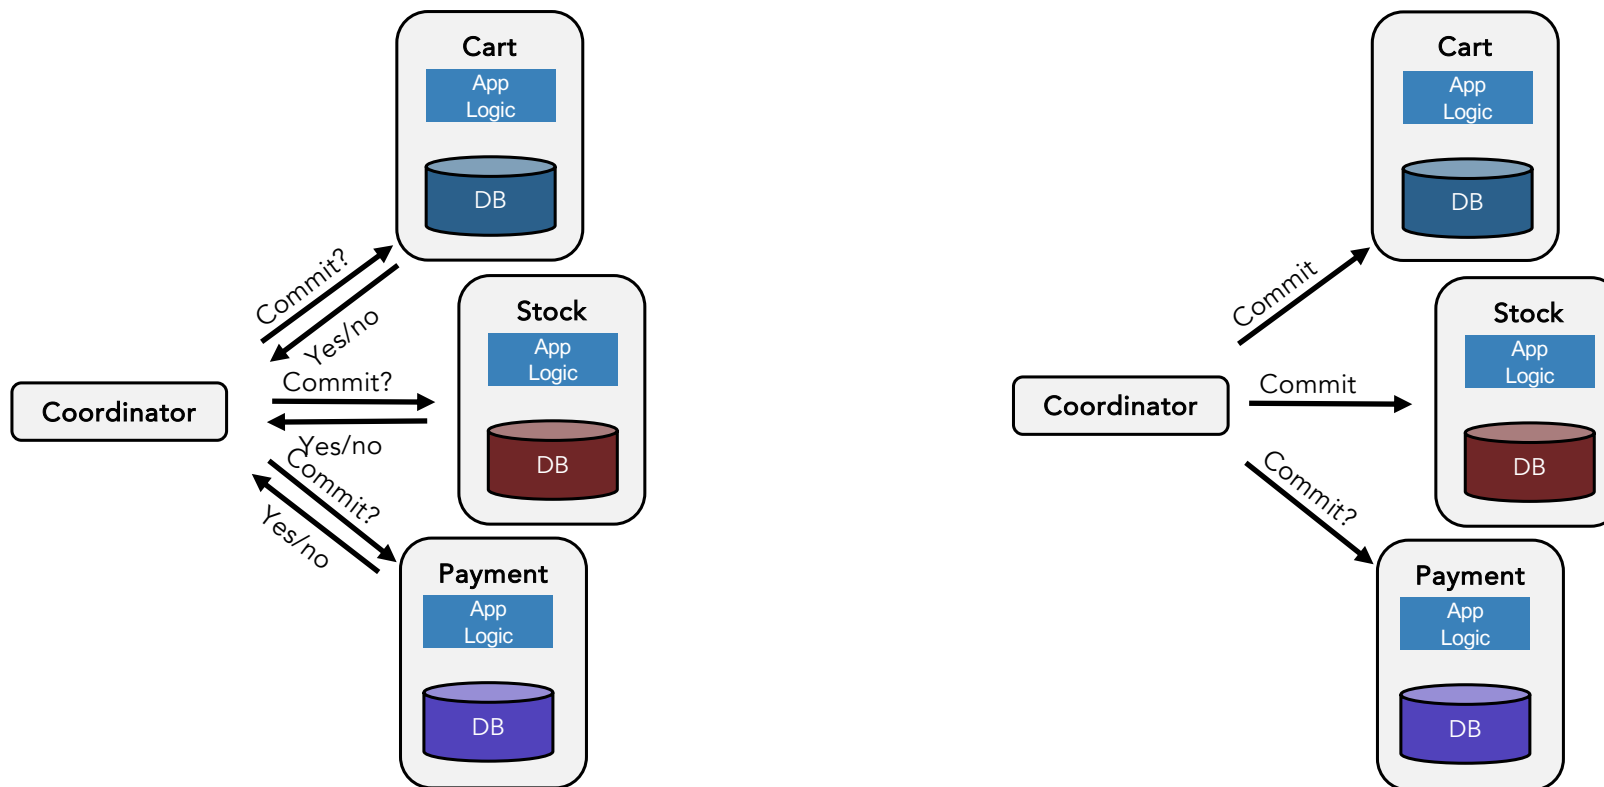 Cart
App
Logic
DB
Commit?
Yes/no
Stock
App
Logic
DB
Commit?
Yes/no
Coordinator
Commit?
Yes/no
Payment
App
Logic
DB
Cart
App
Logic
DB
Commit
Stock
App
Logic
DB
Commit
Coordinator
Commit?
Payment
App
Logic
DB